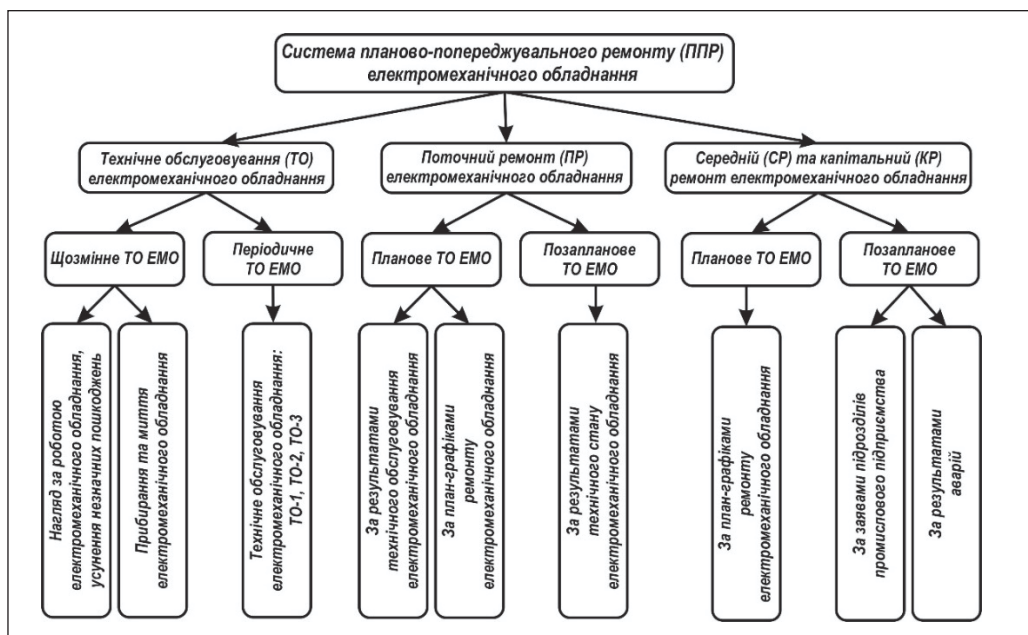 Система планово-попереджувального ремонту (ППР)
електромеханічного обладнання
Технічне обслуговування (ТО)
електромеханічного обладнання
Поточний ремонт (ПР)
електромеханічного обладнання
Середній (СР) та капітальний (КР)
ремонт електромеханічного обладнання
Щозмінне ТО ЕМО
Періодичне
ТО ЕМО
Планове ТО ЕМО
Позапланове
ТО ЕМО
Планове ТО ЕМО
Позапланове
ТО ЕМО
Нагляд за роботою
електромеханічного обладнання,
усунення незначних пошкоджень
Прибирання та миття
електромеханічного обладнання
Технічне обслуговування
електромеханічного обладнання:
ТО-1, ТО-2, ТО-3
За результатами
технічного обслуговування
електромеханічного обладнання
За план-графіками
ремонту
електромеханічного обладнання
За результатами
технічного стану
електромеханічного обладнання
За план-графіками
ремонту
електромеханічного обладнання
За заявами підрозділів
промислового підприємства
За результатами
аварій